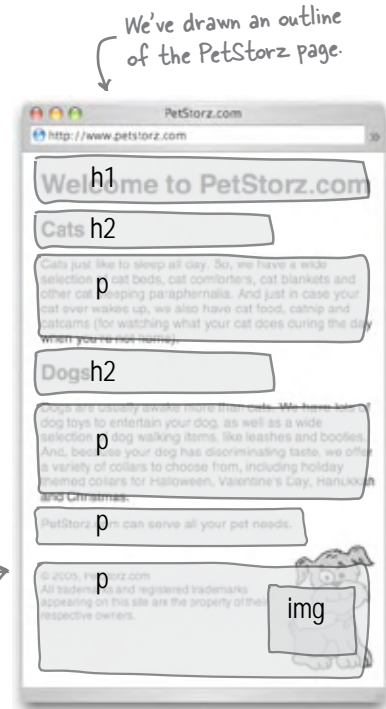 We've drawn an outline
of the PetStorz page.
PetStorz.com
http://www.petstorz.com
Welcome to PetStorz.com
h1
Cats
h2
Cats just like to sleep all day. So, we have a wide
selection of cat beds, cat comforters, cat blankets and
other cat sleeping paraphernalia. And just in case your
cat ever wakes up, we also have cat food, catnip and
catcams (for watching what your cat does during the day
when you're not home).
p
Dogs
h2
Dogs are usually awake more than cats. We have lots of
dog toys to entertain your dog, as well as a wide
selection of dog walking items, like leashes and booties.
And, because your dog has discriminating taste, we offer
a variety of collars to choose from, including holiday
themed collars for Halloween, Valentine's Day, Hanukkah
and Christmas.
p
PetStorz.com can serve all your pet needs.
p
© 2005, PetStorz.com
All trademarks and registered trademarks
appearing on this site are the property of their
respective owners.
p
img